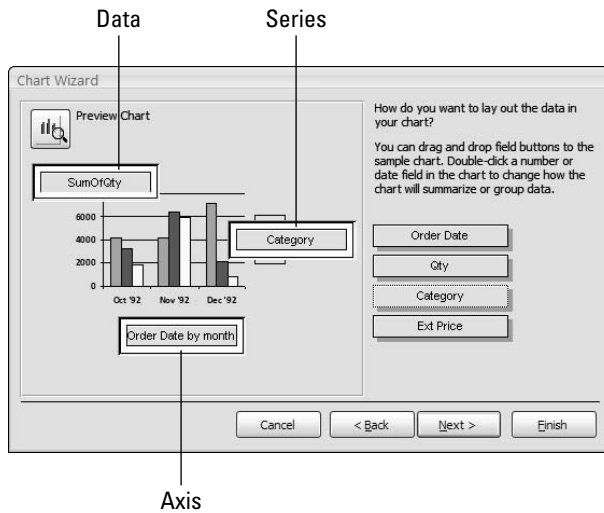 Data
Series
Chart Wizard
Preview Chart
SumOfQty
6000
4000
2000
0
Oct '92
Nov '92
Dec '92
Category
Order Date by month
How do you want to lay out the data in
your chart?
You can drag and drop field buttons to the
sample chart. Double-click a number or
date field in the chart to change how the
chart will summarize or group data.
Order Date
Qty
Category
Ext Price
Cancel
< Back
Next >
Finish
Axis